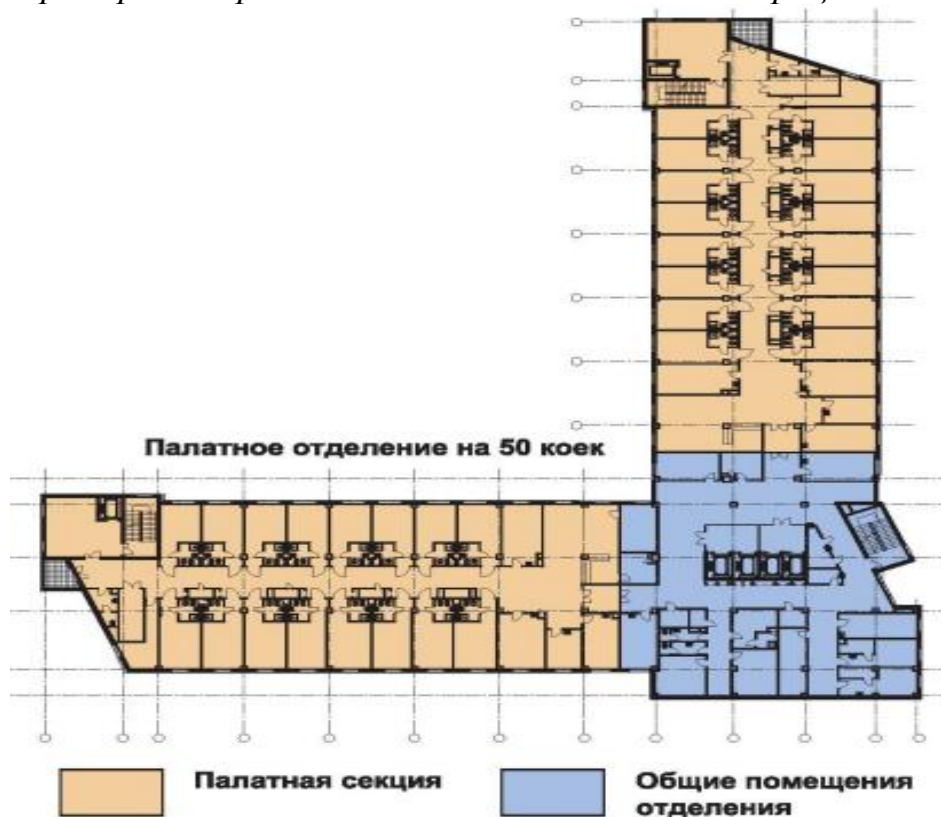 Палатное отделение на 50 коек
Палатная секция
Общие помещения
отделения